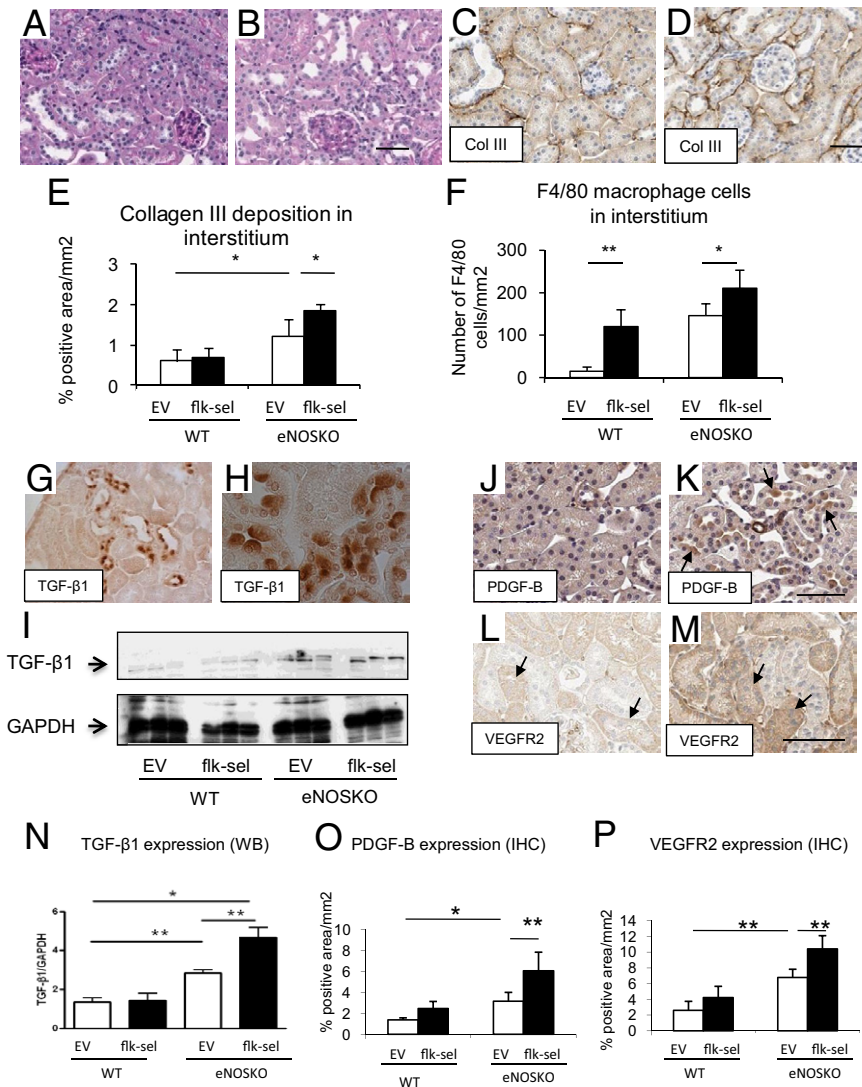 A
B
C
D
Col III
Col III
E
Collagen III deposition in
interstitium
% positive area/mm2
3
2
1
0
*
*
EV
flk-sel
EV
flk-sel
WT
eNOSKO
F
F4/80 macrophage cells
in interstitium
Number of F4/80
cells/mm2
300
200
100
0
**
*
EV
flk-sel
EV
flk-sel
WT
eNOSKO
G
H
J
K
TGF-β1
TGF-β1
PDGF-B
PDGF-B
I
TGF-β1
GAPDH
EV
flk-sel
EV
flk-sel
WT
eNOSKO
L
M
VEGFR2
VEGFR2
N
TGF-β1 expression (WB)
TGF-β1/GAPDH
6
4
2
0
*
**
**
EV
flk-sel
EV
flk-sel
WT
eNOSKO
O
PDGF-B expression (IHC)
% positive area/mm2
10
8
6
4
2
0
*
**
EV
flk-sel
EV
flk-sel
WT
eNOSKO
P
VEGFR2 expression (IHC)
% positive area/mm2
14
12
10
8
6
4
2
0
**
**
EV
flk-sel
EV
flk-sel
WT
eNOSKO